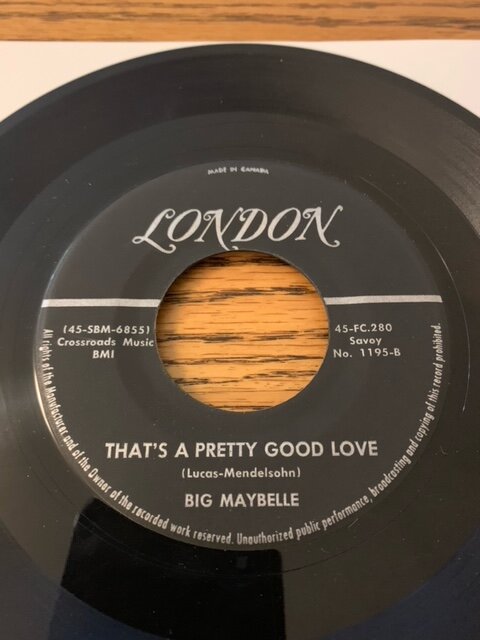 MADE IN CANADA
LONDON
(45-SBM-6855)
Crossroads Music
BMI
45-FC.280
Savoy
No. 1195-B
THAT'S A PRETTY GOOD LOVE
(Lucas-Mendelsohn)
BIG MAYBELLE
All rights of the Manufacturer and of the Owner of the recorded work reserved. Unauthorized public performance, broadcasting and copying of this record prohibited.